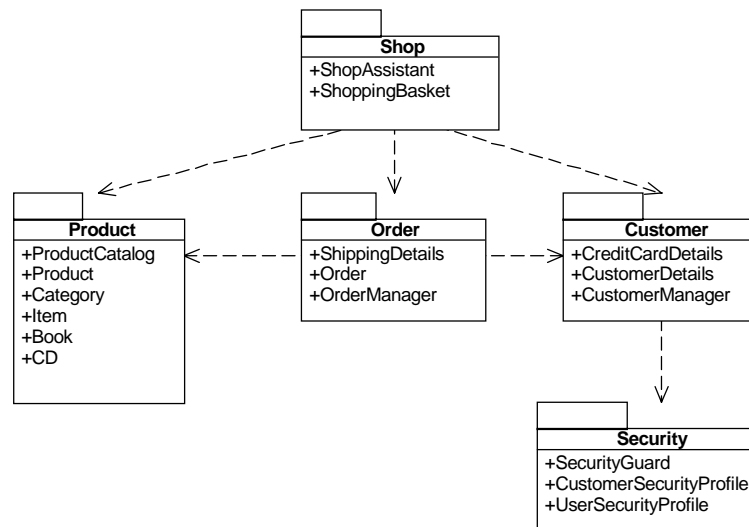 Shop
+ShopAssistant
+ShoppingBasket
Product
+ProductCatalog
+Product
+Category
+Item
+Book
+CD
Order
+ShippingDetails
+Order
+OrderManager
Customer
+CreditCardDetails
+CustomerDetails
+CustomerManager
Security
+SecurityGuard
+CustomerSecurityProfile
+UserSecurityProfile